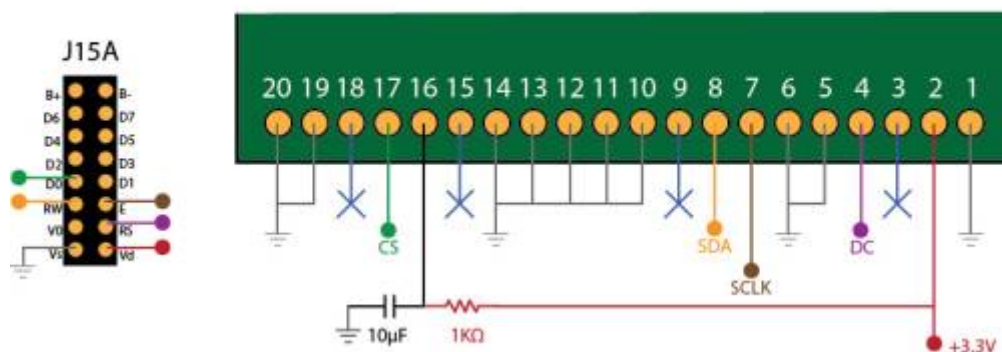 J15A
B+ B-
D6 D7
D4 D5
D2 D3
D0 D1
RW E
V0 RS
Vs Vd
20 19 18 17 16 15 14 13 12 11 10 9 8 7 6 5 4 3 2 1
CS SDA DC
SCLK
10µF 1KΩ +3.3V